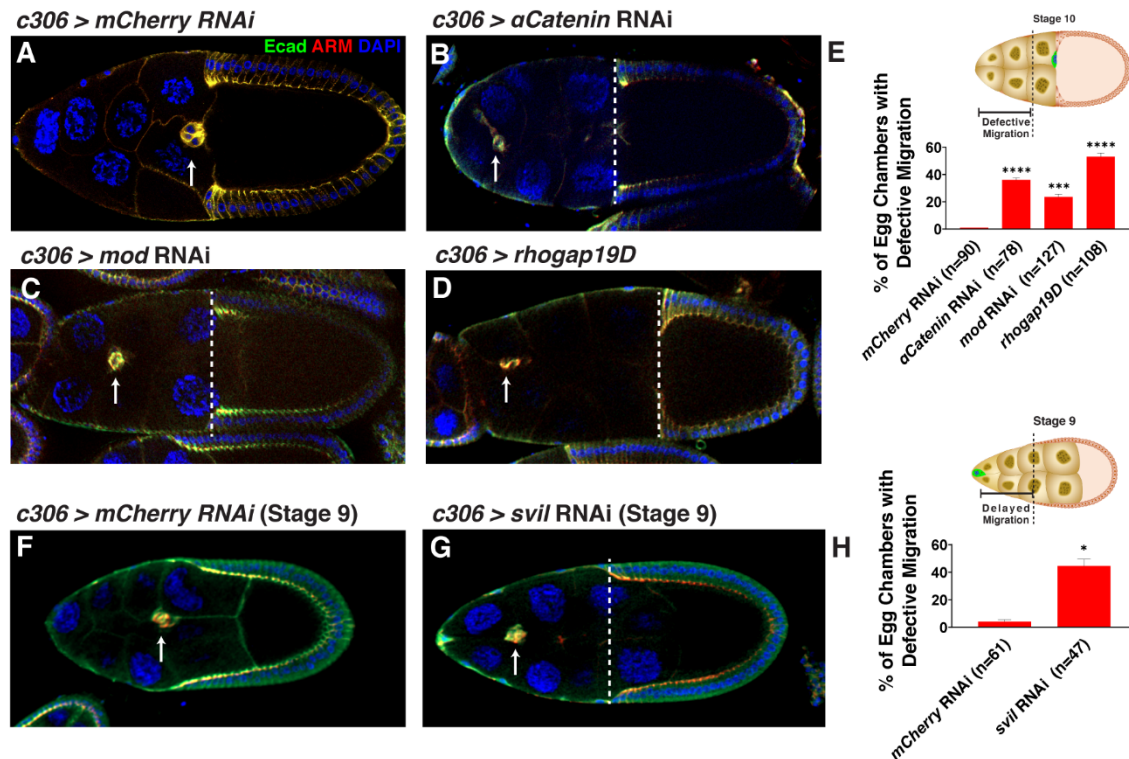 c306 > mCherry RNAi
A
Ecad ARM DAPI
c306 > αCatenin RNAi
B
c306 > mod RNAi
C
c306 > rhogap19D
D
E
Stage 10
Defective
Migration
% of Egg Chambers with
Defective Migration
60
40
20
0
****
***
****
mCherry RNAi (n=90)
αCatenin RNAi (n=78)
mod RNAi (n=127)
rhogap19D (n=108)
c306 > mCherry RNAi (Stage 9)
F
c306 > svil RNAi (Stage 9)
G
H
Stage 9
Delayed
Migration
% of Egg Chambers with
Defective Migration
60
40
20
0
*
mCherry RNAi (n=61)
svil RNAi (n=47)